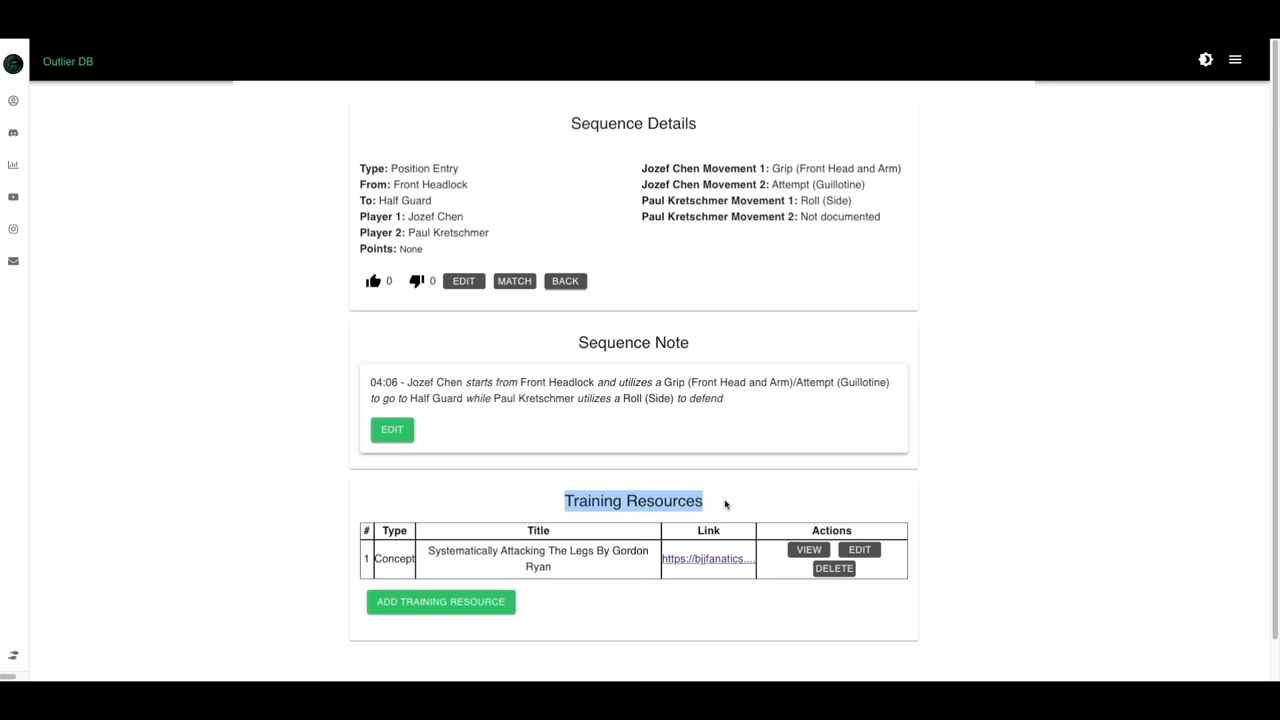 Outlier DB
Sequence Details
Type: Position Entry
From: Front Headlock
To: Half Guard
Player 1: Jozef Chen
Player 2: Paul Kretschmer
Points: None
Jozef Chen Movement 1: Grip (Front Head and Arm)
Jozef Chen Movement 2: Attempt (Guillotine)
Paul Kretschmer Movement 1: Roll (Side)
Paul Kretschmer Movement 2: Not documented
0 0 EDIT MATCH BACK
Sequence Note
04:06 - Jozef Chen starts from Front Headlock and utilizes a Grip (Front Head and Arm)/Attempt (Guillotine)
to go to Half Guard while Paul Kretschmer utilizes a Roll (Side) to defend
EDIT
Training Resources
# Type Title Link Actions
1 Concept Systematically Attacking The Legs By Gordon
Ryan
https://bjjfanatics....
VIEW EDIT
DELETE
ADD TRAINING RESOURCE